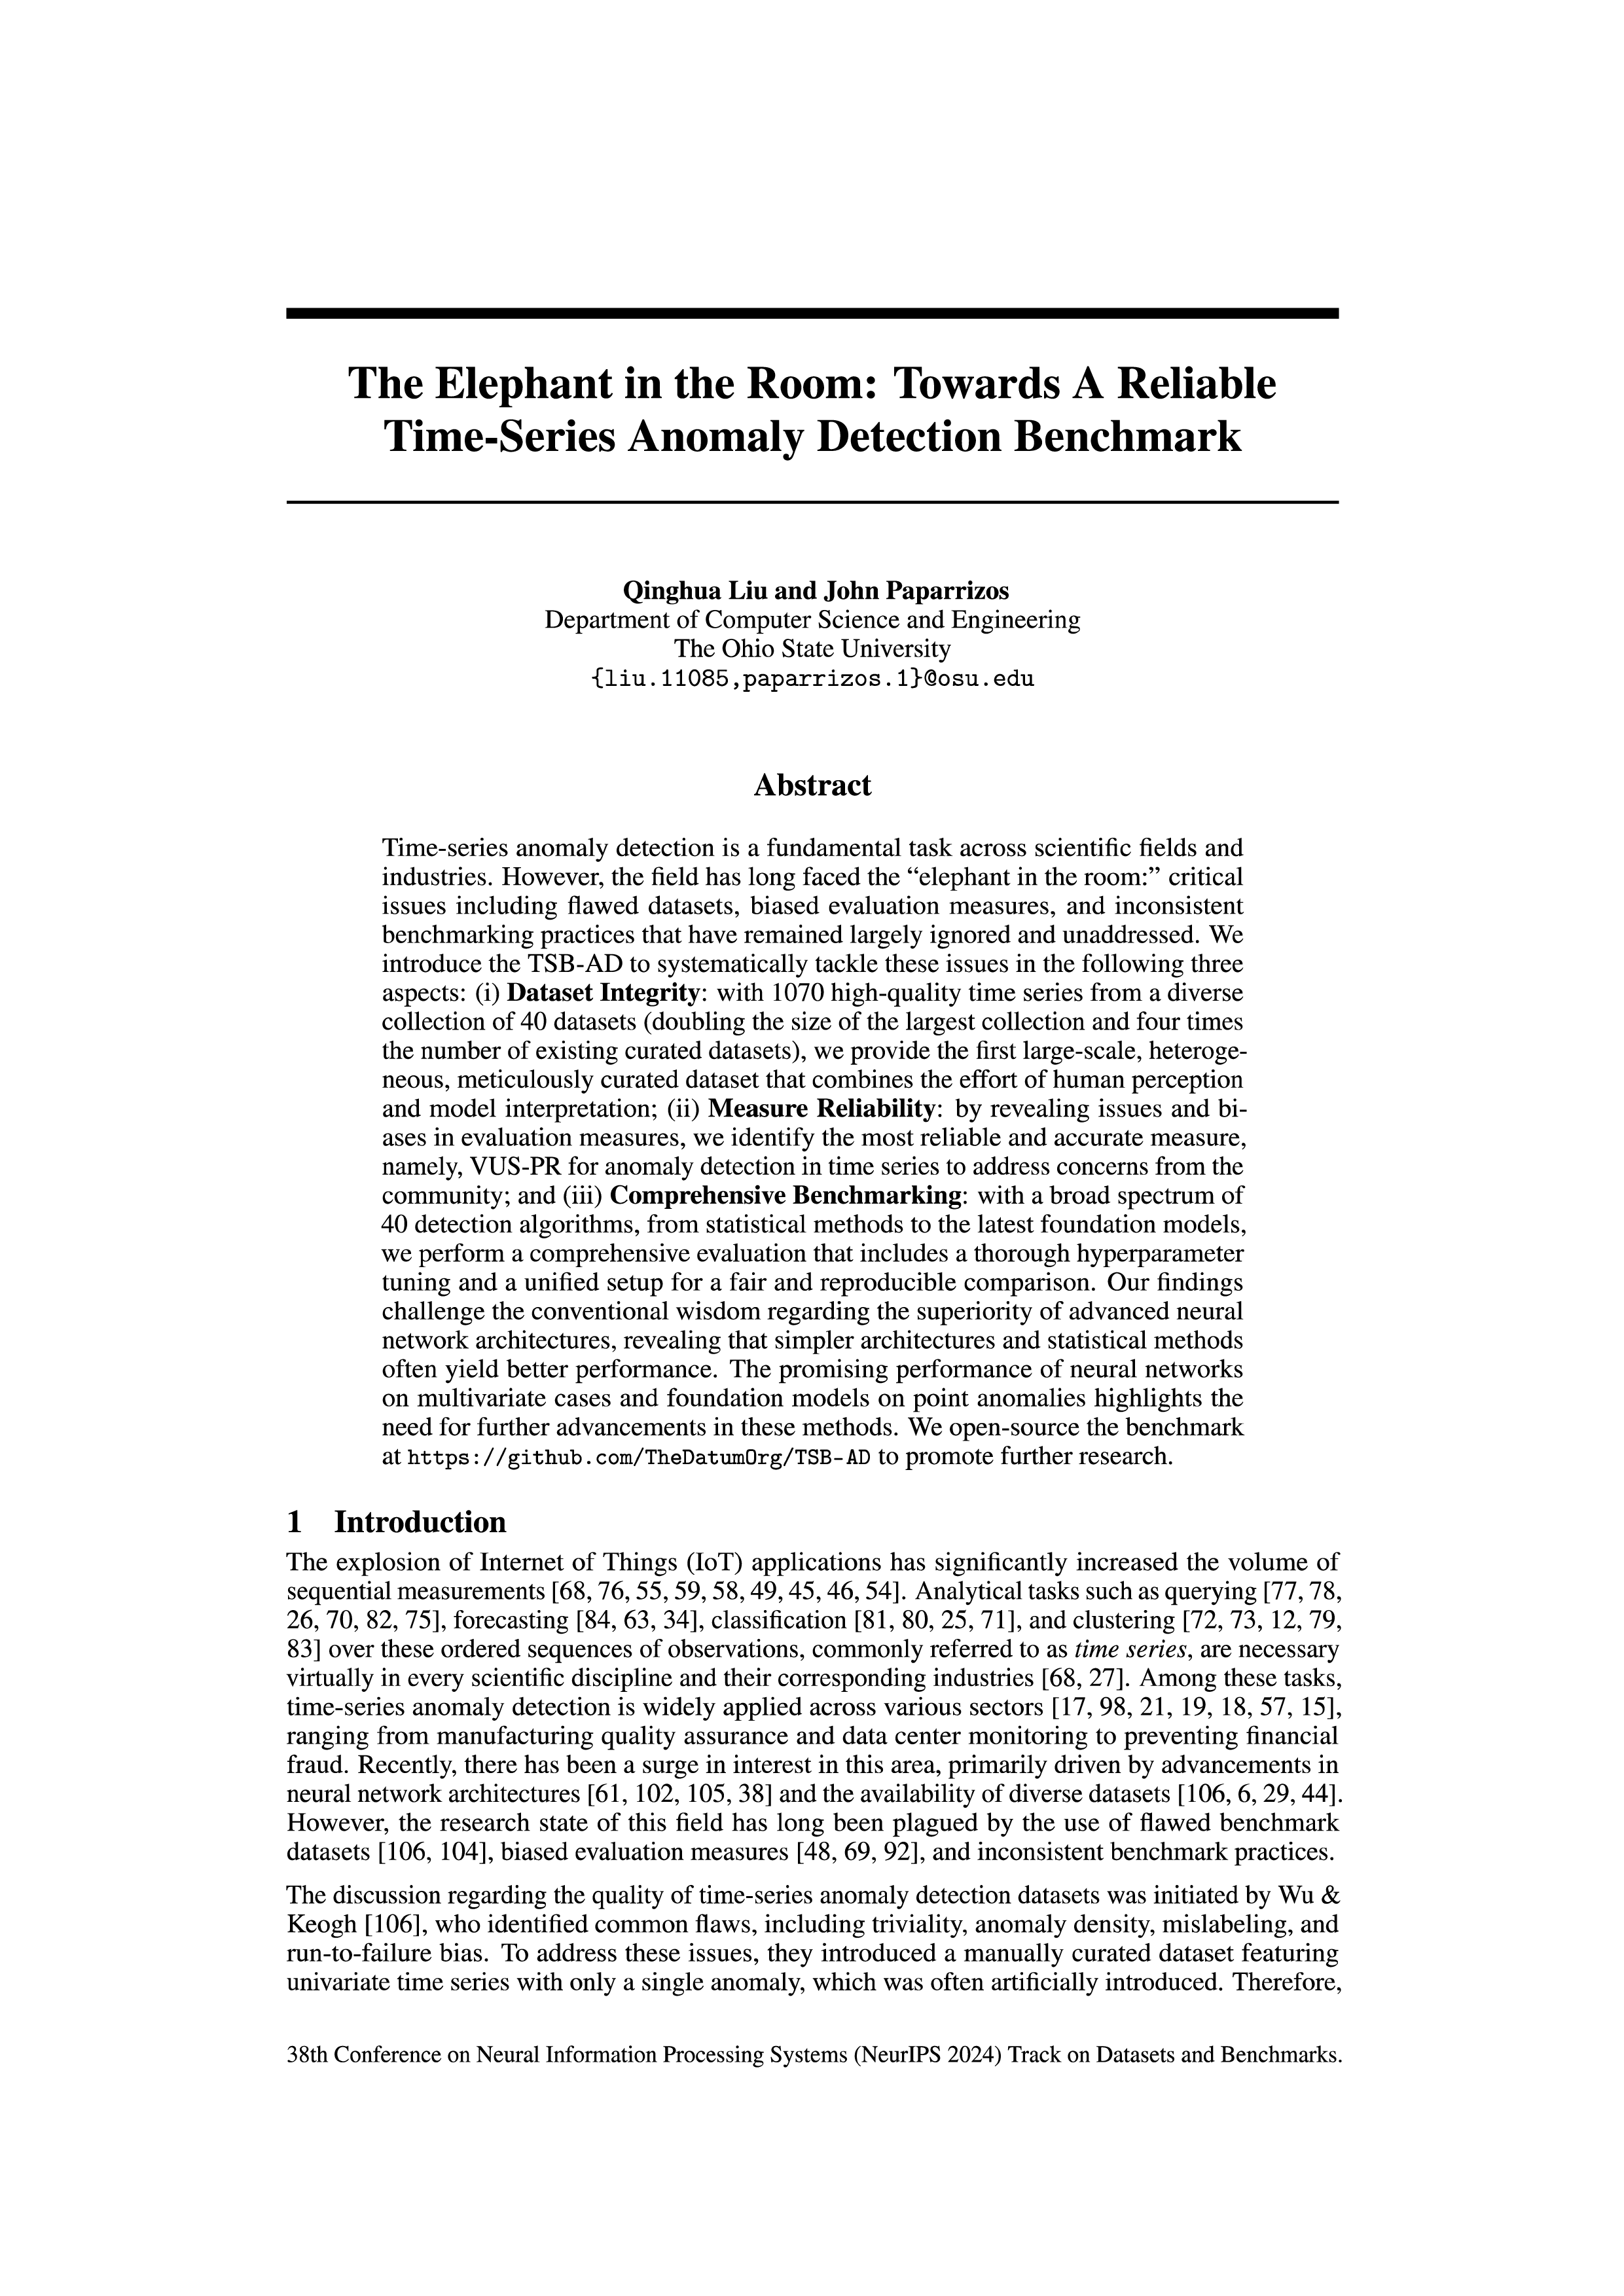 The Elephant in the Room: Towards A Reliable
Time-Series Anomaly Detection Benchmark
Qinghua Liu and John Paparrizos
Department of Computer Science and Engineering
The Ohio State University
{liu.11085,paparrizos.1}@osu.edu
Abstract
Time-series anomaly detection is a fundamental task across scientific fields and
industries. However, the field has long faced the “elephant in the room:” critical
issues including flawed datasets, biased evaluation measures, and inconsistent
benchmarking practices that have remained largely ignored and unaddressed. We
introduce the TSB-AD to systematically tackle these issues in the following three
aspects: (i) Dataset Integrity: with 1070 high-quality time series from a diverse
collection of 40 datasets (doubling the size of the largest collection and four times
the number of existing curated datasets), we provide the first large-scale, heteroge-
neous, meticulously curated dataset that combines the effort of human perception
and model interpretation; (ii) Measure Reliability: by revealing issues and bi-
ases in evaluation measures, we identify the most reliable and accurate measure,
namely, VUS-PR for anomaly detection in time series to address concerns from the
community; and (iii) Comprehensive Benchmarking: with a broad spectrum of
40 detection algorithms, from statistical methods to the latest foundation models,
we perform a comprehensive evaluation that includes a thorough hyperparameter
tuning and a unified setup for a fair and reproducible comparison. Our findings
challenge the conventional wisdom regarding the superiority of advanced neural
network architectures, revealing that simpler architectures and statistical methods
often yield better performance. The promising performance of neural networks
on multivariate cases and foundation models on point anomalies highlights the
need for further advancements in these methods. We open-source the benchmark
at https://github.com/TheDatumOrg/TSB-AD to promote further research.
1 Introduction
The explosion of Internet of Things (IoT) applications has significantly increased the volume of
sequential measurements [68, 76, 55, 59, 58, 49, 45, 46, 54]. Analytical tasks such as querying [77, 78,
26, 70, 82, 75], forecasting [84, 63, 34], classification [81, 80, 25, 71], and clustering [72, 73, 12, 79,
83] over these ordered sequences of observations, commonly referred to as time series, are necessary
virtually in every scientific discipline and their corresponding industries [68, 27]. Among these tasks,
time-series anomaly detection is widely applied across various sectors [17, 98, 21, 19, 18, 57, 15],
ranging from manufacturing quality assurance and data center monitoring to preventing financial
fraud. Recently, there has been a surge in interest in this area, primarily driven by advancements in
neural network architectures [61, 102, 105, 38] and the availability of diverse datasets [106, 6, 29, 44].
However, the research state of this field has long been plagued by the use of flawed benchmark
datasets [106, 104], biased evaluation measures [48, 69, 92], and inconsistent benchmark practices.
The discussion regarding the quality of time-series anomaly detection datasets was initiated by Wu &
Keogh [106], who identified common flaws, including triviality, anomaly density, mislabeling, and
run-to-failure bias. To address these issues, they introduced a manually curated dataset featuring
univariate time series with only a single anomaly, which was often artificially introduced. Therefore,
38th Conference on Neural Information Processing Systems (NeurIPS 2024) Track on Datasets and Benchmarks.